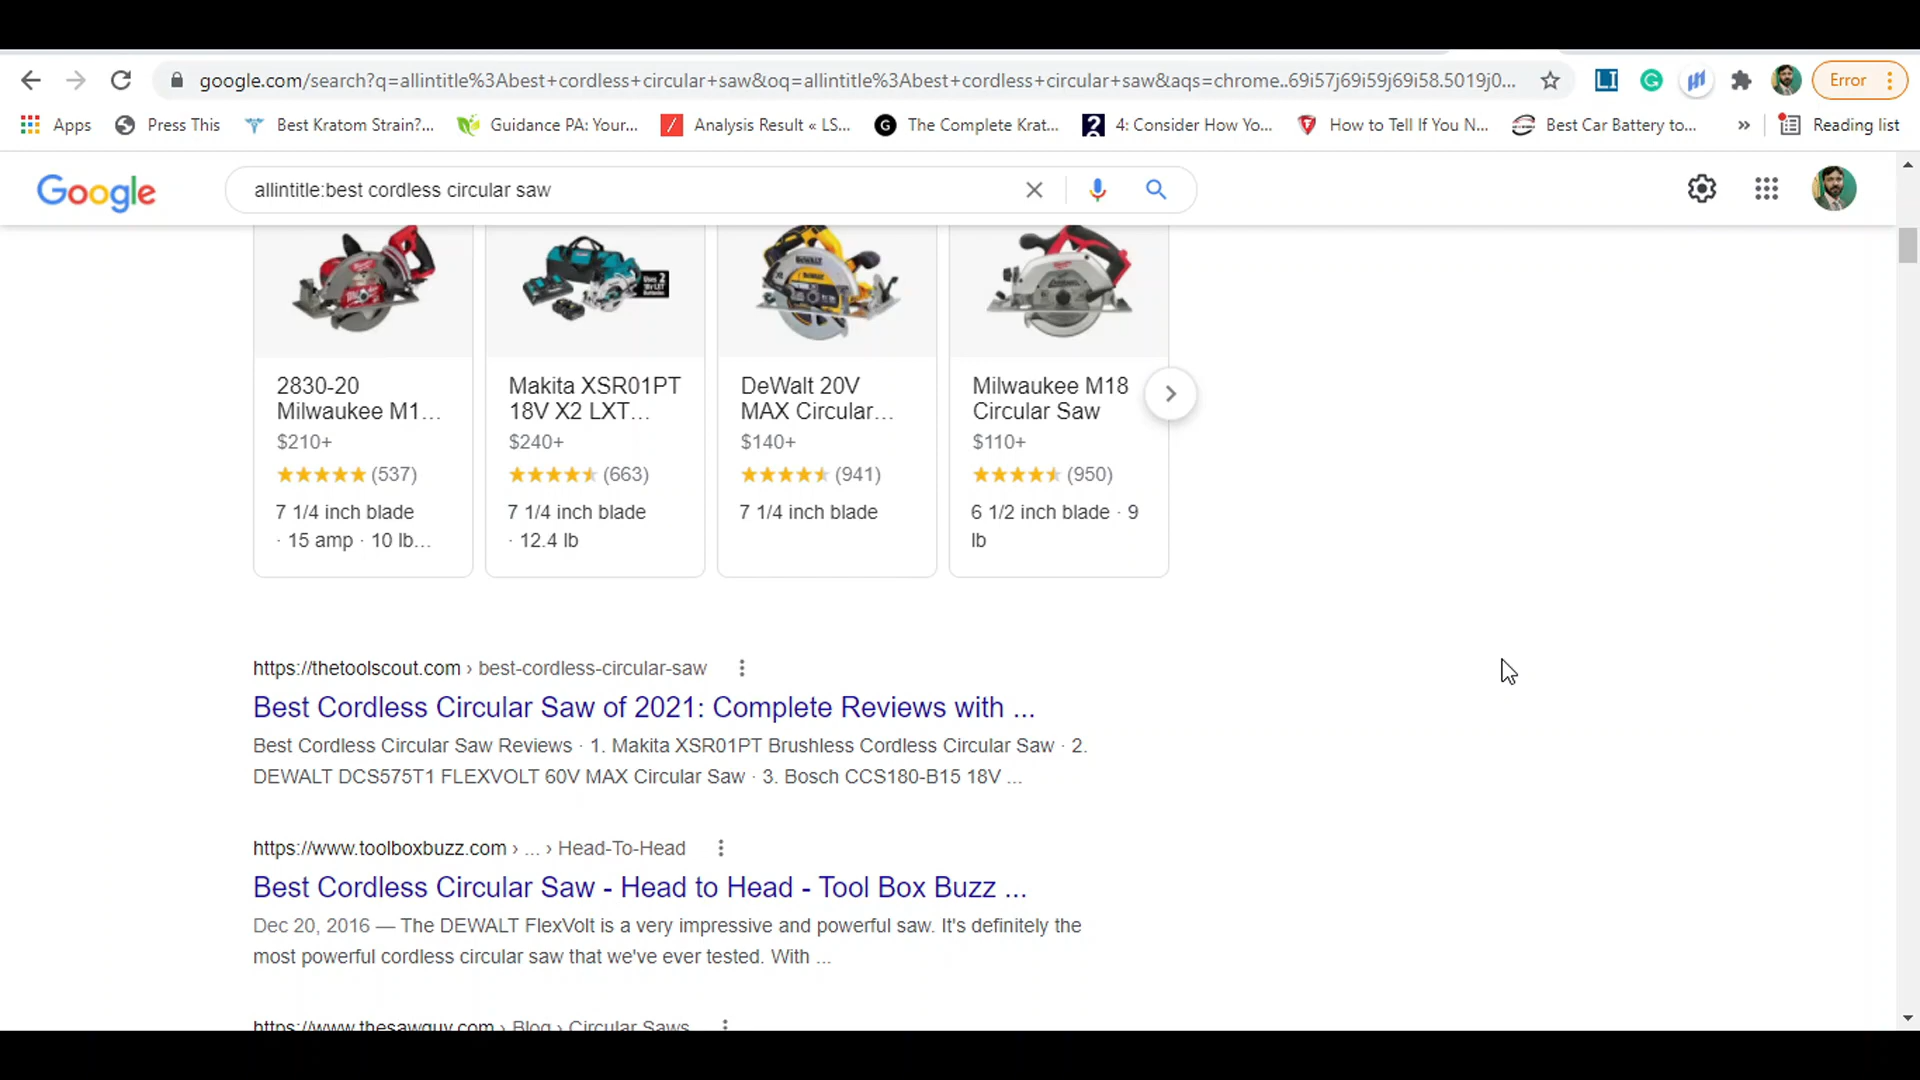 google.com/search?q=allintitle%3Abest+cordless+circular+saw&oq=allintitle%3Abest+cordless+circular+saw&aqs=chrome..69i57j69i59j69i58.5019j0...
Error
Apps
Press This
Best Kratom Strain?...
Guidance PA: Your...
Analysis Result « LS...
The Complete Krat...
4: Consider How Yo...
How to Tell If You N...
Best Car Battery to...
»
Reading list
Google
allintitle:best cordless circular saw
2830-20
Milwaukee M1...
$210+
(537)
7 1/4 inch blade
· 15 amp · 10 lb...
Makita XSR01PT
18V X2 LXT...
$240+
(663)
7 1/4 inch blade
· 12.4 lb
DeWalt 20V
MAX Circular...
$140+
(941)
7 1/4 inch blade
Milwaukee M18
Circular Saw
$110+
(950)
6 1/2 inch blade · 9
lb
https://thetoolscout.com › best-cordless-circular-saw
Best Cordless Circular Saw of 2021: Complete Reviews with ...
Best Cordless Circular Saw Reviews · 1. Makita XSR01PT Brushless Cordless Circular Saw · 2.
DEWALT DCS575T1 FLEXVOLT 60V MAX Circular Saw · 3. Bosch CCS180-B15 18V ...
https://www.toolboxbuzz.com › ... › Head-To-Head
Best Cordless Circular Saw - Head to Head - Tool Box Buzz ...
Dec 20, 2016 — The DEWALT FlexVolt is a very impressive and powerful saw. It's definitely the
most powerful cordless circular saw that we've ever tested. With ...
https://www.thesawguy.com › Blog › Circular Saws